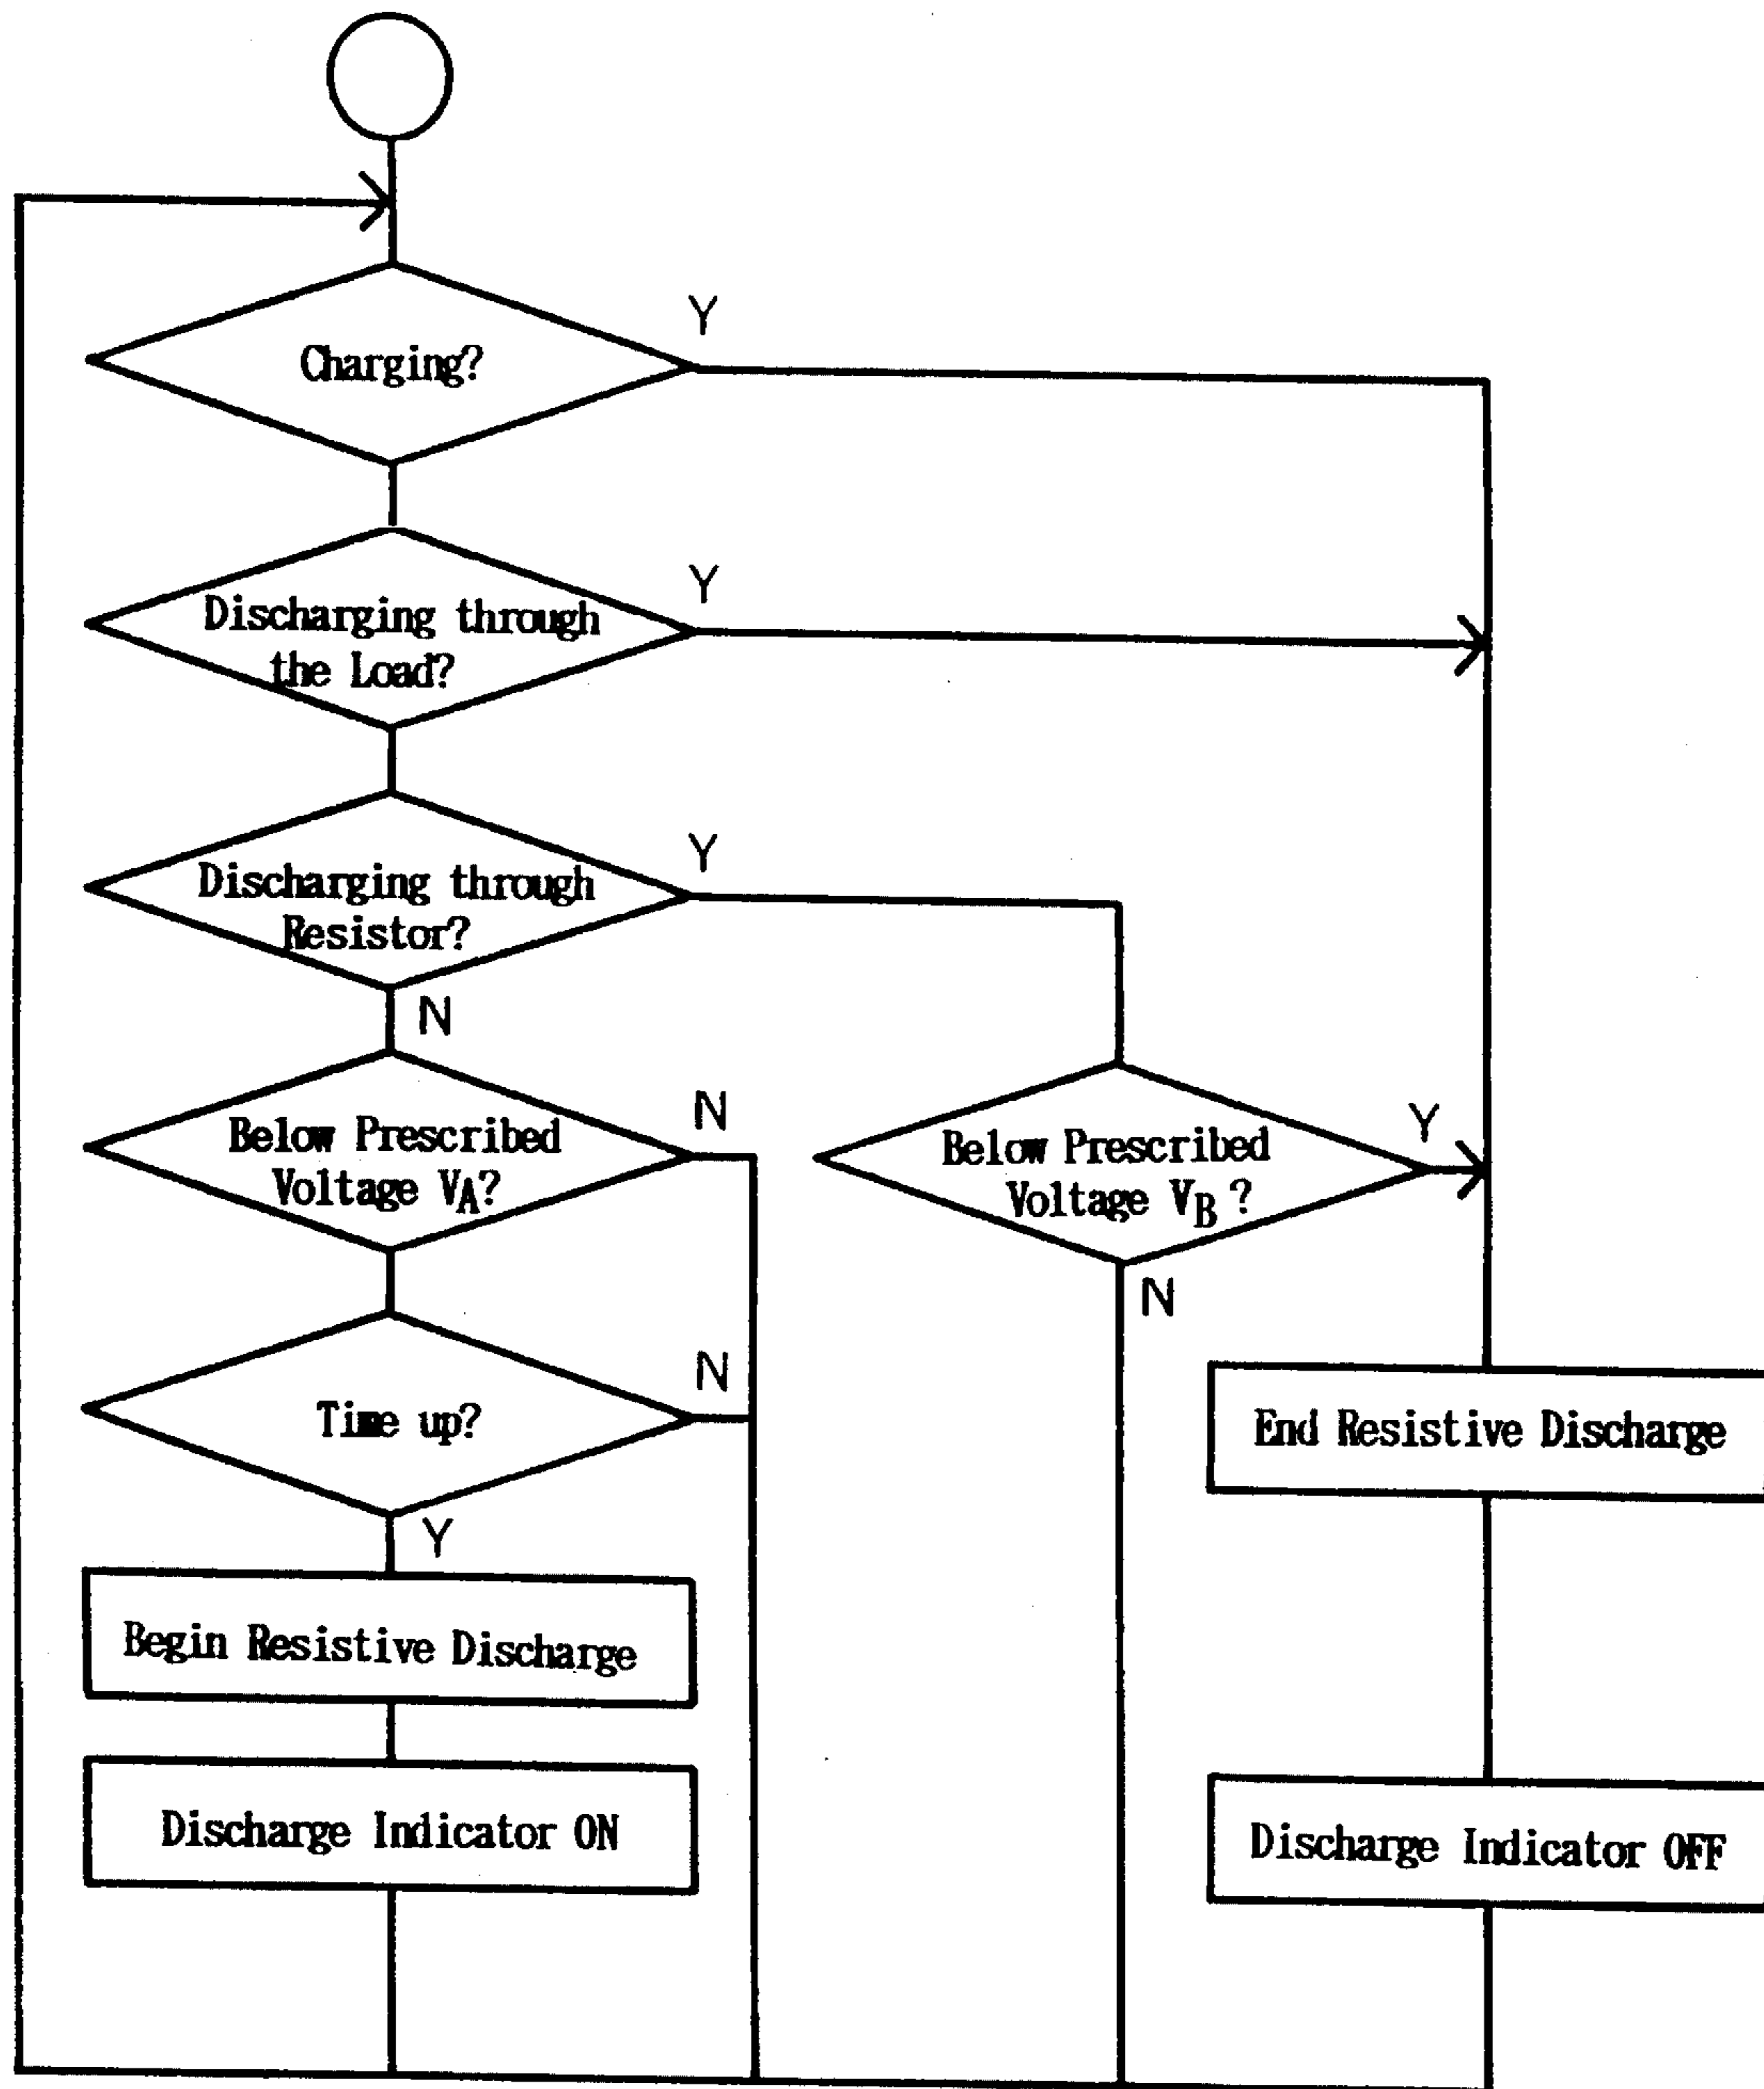 Y
Charging?
Y
Discharging through
the Load?
Y
Discharging through
Resistor?
N
N
Below Prescribed
Voltage VA?
Y
Below Prescribed
Voltage VB ?
N
N
Time up?
Y
End Resistive Discharge
Begin Resistive Discharge
Discharge Indicator ON
Discharge Indicator OFF